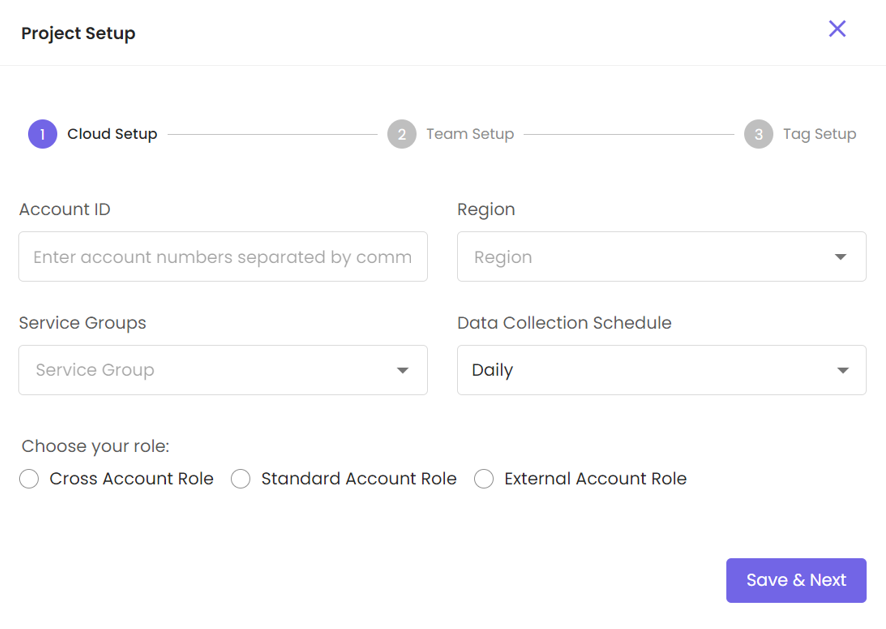 Project Setup
1 Cloud Setup 2 Team Setup 3 Tag Setup
Account ID Region
Enter account numbers separated by comm Region
Service Groups Data Collection Schedule
Service Group Daily
Choose your role:
Cross Account Role Standard Account Role External Account Role
Save & Next